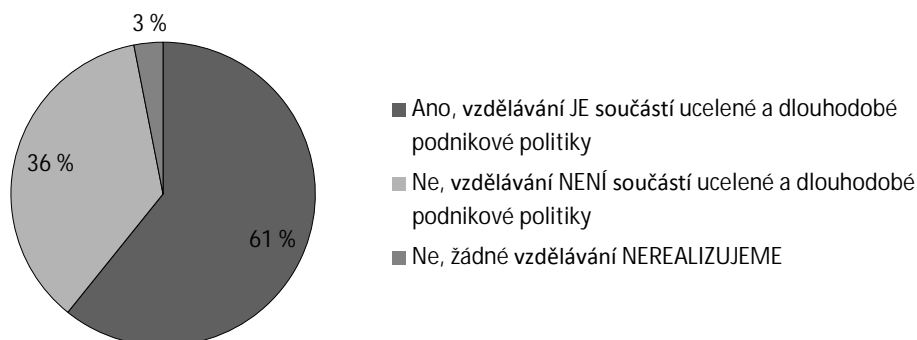 3 %
36 %
61 %
Ano, vzdělávání JE součástí ucelené a dlouhodobé
podnikové politiky
Ne, vzdělávání NENÍ součástí ucelené a dlouhodobé
podnikové politiky
Ne, žádné vzdělávání NEREALIZUJEME